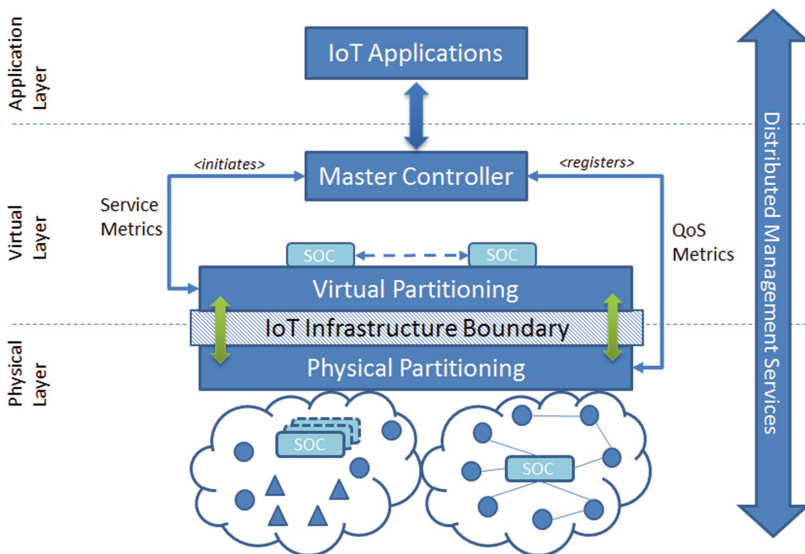 Application
Layer
IoT Applications
<initiates>
<registers>
Master Controller
Service
Metrics
QoS
Metrics
Virtual
Layer
SOC
SOC
Virtual Partitioning
IoT Infrastructure Boundary
Physical
Layer
Physical Partitioning
SOC
SOC
Distributed Management Services